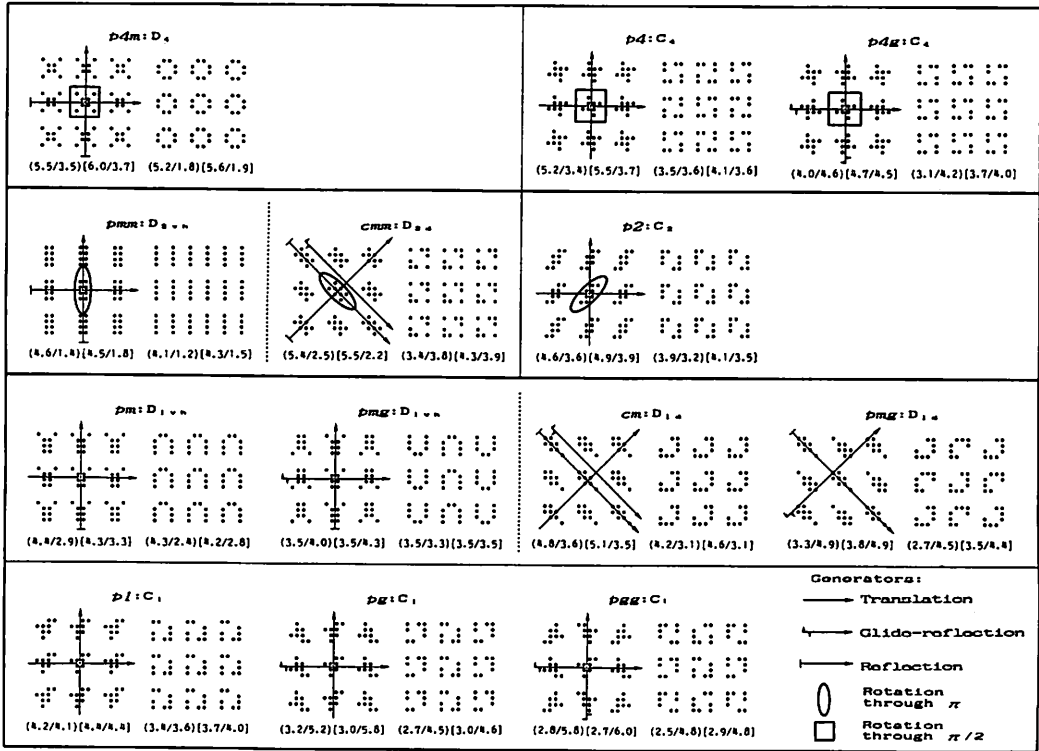 p4m:D₄
(5.5/3.5)[6.0/3.7] (5.2/1.8)[5.6/1.9]
p4:C₄
(5.2/3.4)[5.5/3.7] (3.5/3.6)[4.1/3.6]
p4g:C₄
(4.0/4.6)[4.7/4.5] (3.1/4.2)[3.7/4.0]
pmm:D₂ᵥₕ
(4.6/1.4)[4.5/1.8] (4.1/1.2)[4.3/1.5]
cmm:D₂d
(5.4/2.5)[5.5/2.2] (3.4/3.8)[4.3/3.9]
p2:C₂
(4.6/3.6)[4.9/3.9] (3.9/3.2)[4.1/3.5]
pm:D₁ᵥₕ
(4.4/2.9)[4.3/3.3] (4.3/2.4)[4.2/2.8]
pmg:D₁ᵥₕ
(3.5/4.0)[3.5/4.3] (3.5/3.3)[3.5/3.5]
cm:D₁d
(4.8/3.6)[5.1/3.5] (4.2/3.1)[4.6/3.1]
pmg:D₁d
(3.3/4.9)[3.8/4.9] (2.7/4.5)[3.5/4.4]
p1:C₁
(4.2/4.1)[4.4/4.4] (3.4/3.6)[3.7/4.0]
pg:C₁
(3.2/5.2)[3.0/5.8] (2.7/4.5)[3.0/4.6]
pgg:C₁
(2.8/5.8)[2.7/6.0] (2.5/4.8)[2.9/4.8]
Generators:
Translation
Glido-reflection
Reflection
Rotation
through π
Rotation
through π/2